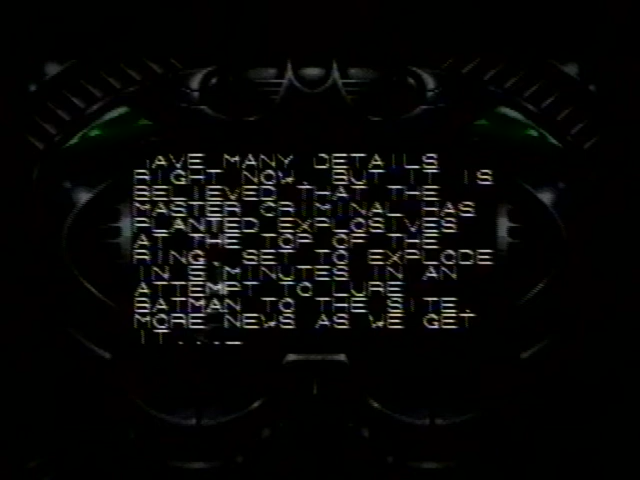 HAVE MANY DETAILS
RIGHT NOW, BUT IT IS
BELIEVED THAT THE
MASTER CRIMINAL HAS
PLANTED EXPLOSIVES
AT THE TOP OF THE
RING, SET TO EXPLODE
IN 5 MINUTES IN AN
ATTEMPT TO LURE
BATMAN TO THE SITE.
MORE NEWS AS WE GET
IT....